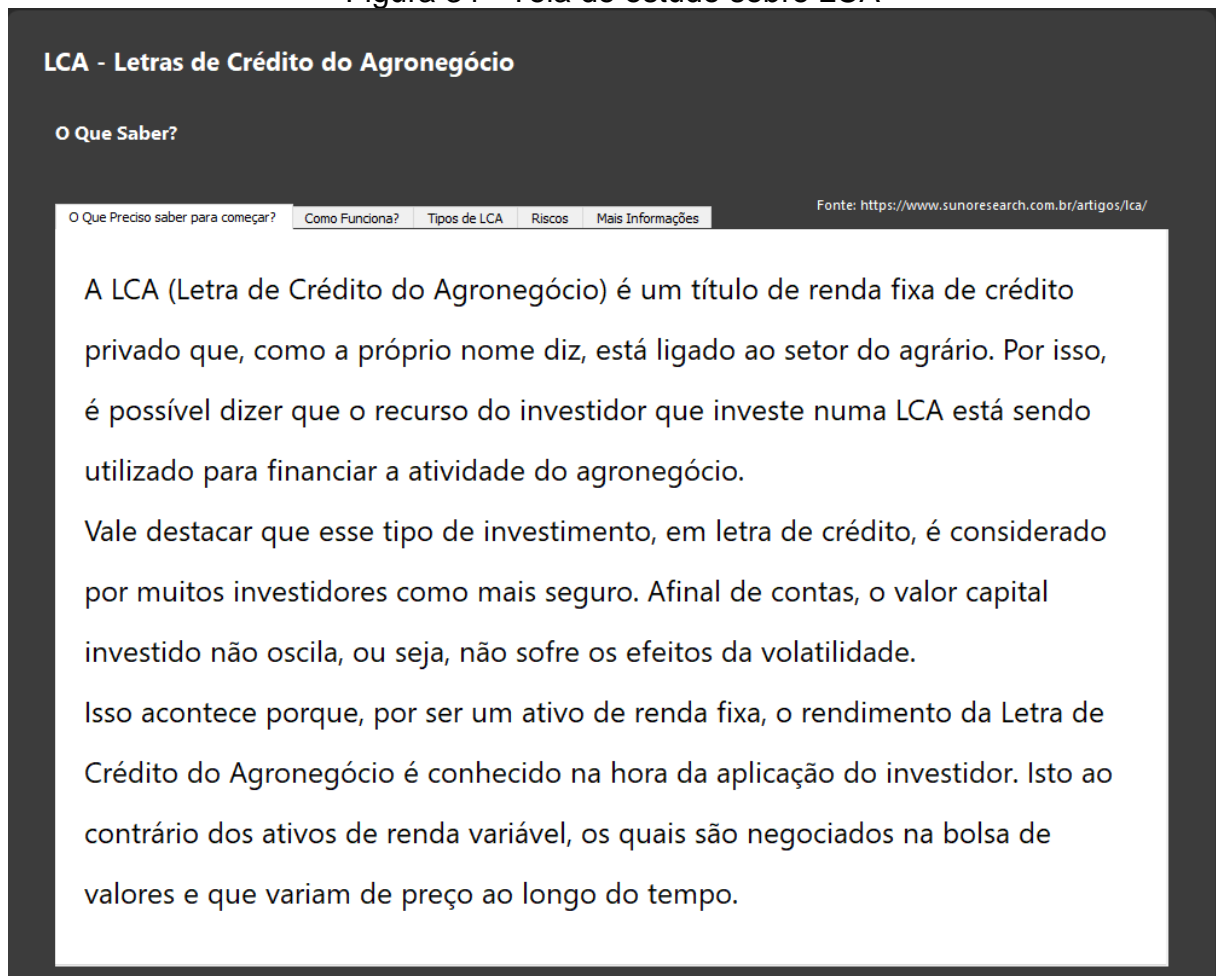 LCA - Letras de Crédito do Agronegócio
O Que Saber?
O Que Preciso saber para começar? Como Funciona? Tipos de LCA Riscos Mais Informações
Fonte: https://www.sunoresearch.com.br/artigos/lca/
A LCA (Letra de Crédito do Agronegócio) é um título de renda fixa de crédito
privado que, como a próprio nome diz, está ligado ao setor do agrário. Por isso,
é possível dizer que o recurso do investidor que investe numa LCA está sendo
utilizado para financiar a atividade do agronegócio.
Vale destacar que esse tipo de investimento, em letra de crédito, é considerado
por muitos investidores como mais seguro. Afinal de contas, o valor capital
investido não oscila, ou seja, não sofre os efeitos da volatilidade.
Isso acontece porque, por ser um ativo de renda fixa, o rendimento da Letra de
Crédito do Agronegócio é conhecido na hora da aplicação do investidor. Isto ao
contrário dos ativos de renda variável, os quais são negociados na bolsa de
valores e que variam de preço ao longo do tempo.